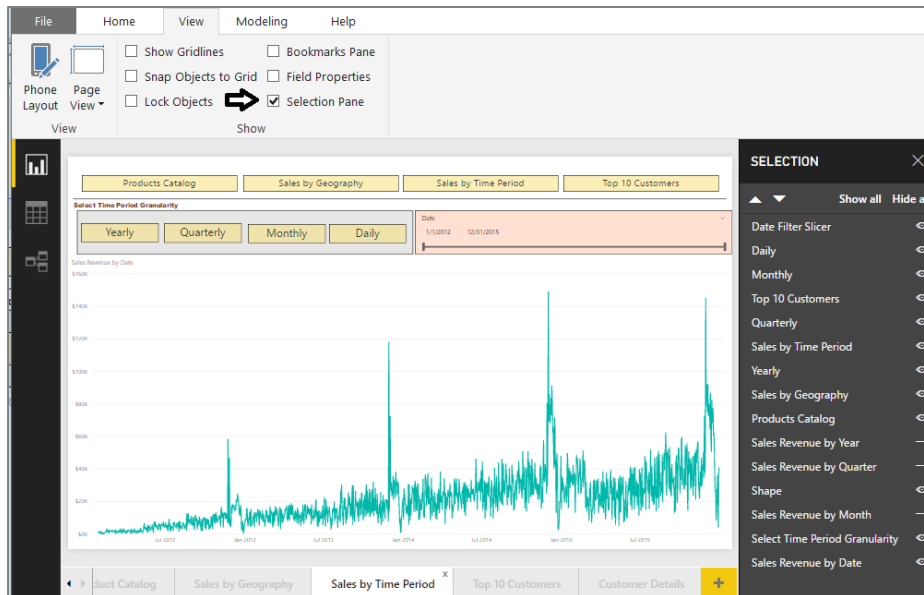 File Home View Modeling Help
Show Gridlines Bookmarks Pane
Snap Objects to Grid Field Properties
Lock Objects Selection Pane
Phone Layout
Page View
View Show
Products Catalog Sales by Geography Sales by Time Period Top 10 Customers
Select Time Period Granularity
Yearly Quarterly Monthly Daily
Date
1/1/2012 12/31/2015
Sales Revenue by Date
$160K
$140K
$120K
$100K
$80K
$60K
$40K
$20K
$0K
Jul 2012 Jan 2013 Jul 2013 Jan 2014 Jul 2014 Jan 2015 Jul 2015
SELECTION
Show all Hide a
Date Filter Slicer
Daily
Monthly
Top 10 Customers
Quarterly
Sales by Time Period
Yearly
Sales by Geography
Products Catalog
Sales Revenue by Year
Sales Revenue by Quarter
Shape
Sales Revenue by Month
Select Time Period Granularity
Sales Revenue by Date
duct Catalog Sales by Geography Sales by Time Period x Top 10 Customers Customer Details +